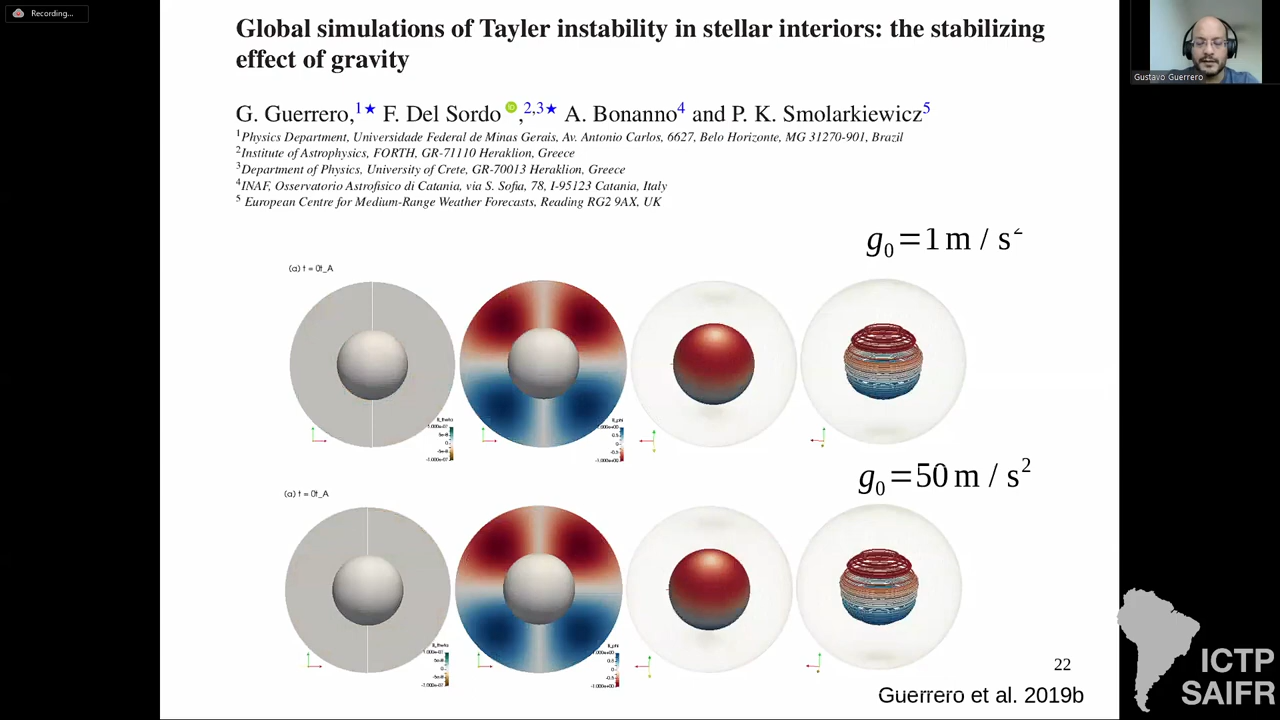 Recording...
Global simulations of Tayler instability in stellar interiors: the stabilizing
effect of gravity
Gustavo Guerrero
G. Guerrero,1★ F. Del Sordo iD,2,3★ A. Bonanno4 and P. K. Smolarkiewicz5
1Physics Department, Universidade Federal de Minas Gerais, Av. Antonio Carlos, 6627, Belo Horizonte, MG 31270-901, Brazil
2Institute of Astrophysics, FORTH, GR-71110 Heraklion, Greece
3Department of Physics, University of Crete, GR-70013 Heraklion, Greece
4INAF, Osservatorio Astrofisico di Catania, via S. Sofia, 78, I-95123 Catania, Italy
5 European Centre for Medium-Range Weather Forecasts, Reading RG2 9AX, UK
g0=1 m / s2
(a) t = 0t_A
g0=50 m / s2
(a) t = 0t_A
22
Guerrero et al. 2019b
ICTP
SAIFR